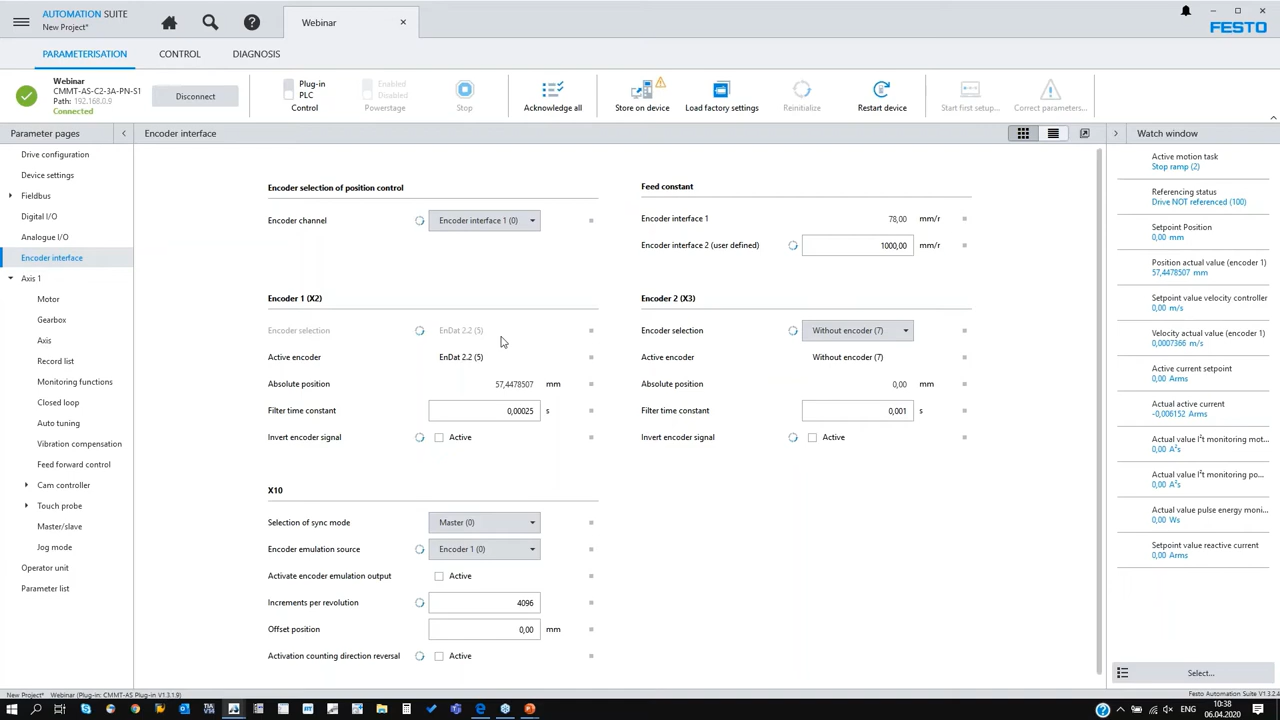 AUTOMATION SUITE
New Project*
Webinar
FESTO
PARAMETERISATION
CONTROL
DIAGNOSIS
Webinar
CMMT-AS-C2-3A-PN-S1
Path: 192.168.0.9
Connected
Disconnect
Plug-in
PLC
Control
Enabled
Disabled
Powerstage
Stop
Acknowledge all
Store on device
Load factory settings
Reinitialize
Restart device
Start first setup...
Correct parameters...
Parameter pages
Drive configuration
Device settings
Fieldbus
Digital I/O
Analogue I/O
Encoder interface
Axis 1
Motor
Gearbox
Axis
Record list
Monitoring functions
Closed loop
Auto tuning
Vibration compensation
Feed forward control
Cam controller
Touch probe
Master/slave
Jog mode
Operator unit
Parameter list
Encoder interface
Encoder selection of position control
Encoder channel
Encoder interface 1 (0)
Feed constant
Encoder interface 1 78,00 mm/r
Encoder interface 2 (user defined) 1000,00 mm/r
Encoder 1 (X2)
Encoder selection EnDat 2.2 (5)
Active encoder EnDat 2.2 (5)
Absolute position 57,4478507 mm
Filter time constant 0,00025 s
Invert encoder signal Active
Encoder 2 (X3)
Encoder selection Without encoder (7)
Active encoder Without encoder (7)
Absolute position 0,00 mm
Filter time constant 0,001 s
Invert encoder signal Active
X10
Selection of sync mode Master (0)
Encoder emulation source Encoder 1 (0)
Activate encoder emulation output Active
Increments per revolution 4096
Offset position 0,00 mm
Activation counting direction reversal Active
Watch window
Active motion task
Stop ramp (2)
Referencing status
Drive NOT referenced (100)
Setpoint Position
0,00 mm
Position actual value (encoder 1)
57,4478507 mm
Setpoint value velocity controller
0,00 m/s
Velocity actual value (encoder 1)
0,0007366 m/s
Active current setpoint
0,00 Arms
Actual active current
-0,006152 Arms
Actual value I²t monitoring mot...
0,00 A²s
Actual value I²t monitoring po...
0,00 A²s
Actual value pulse energy moni...
0,00 Ws
Setpoint value reactive current
0,00 Arms
Select...
New Project* Webinar (Plug-in: CMMT-AS Plug-in V1.3.1.9)
Festo Automation Suite V1.3.2.4
10:38
06.04.2020